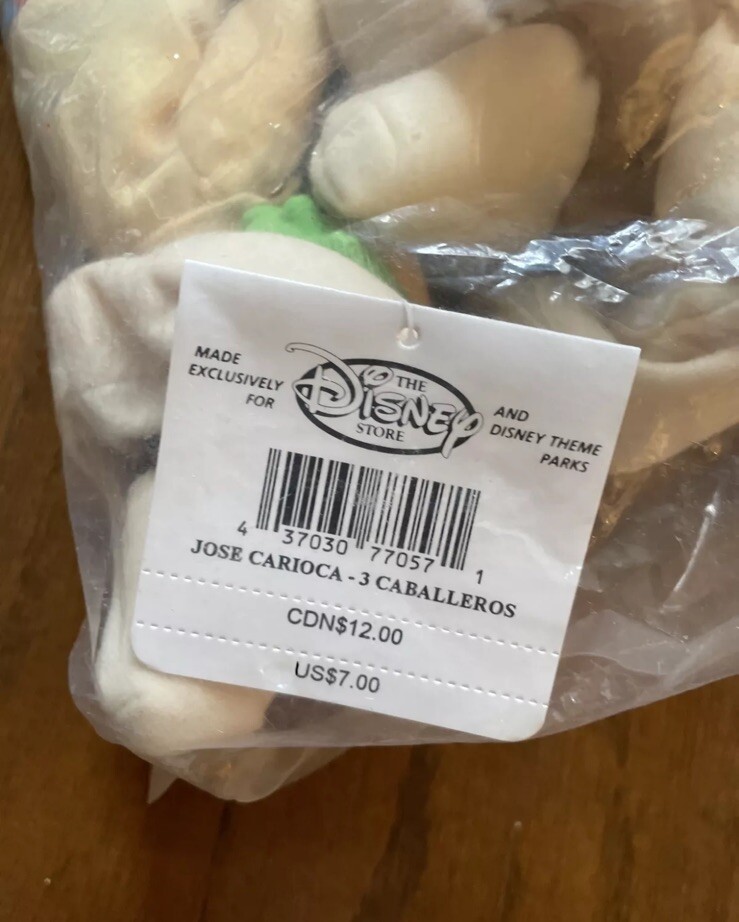 MADE
EXCLUSIVELY
FOR
THE
DISNEY
STORE
AND
DISNEY THEME
PARKS
4 37030 77057 1
JOSE CARIOCA - 3 CABALLEROS
CDN$12.00
US$7.00